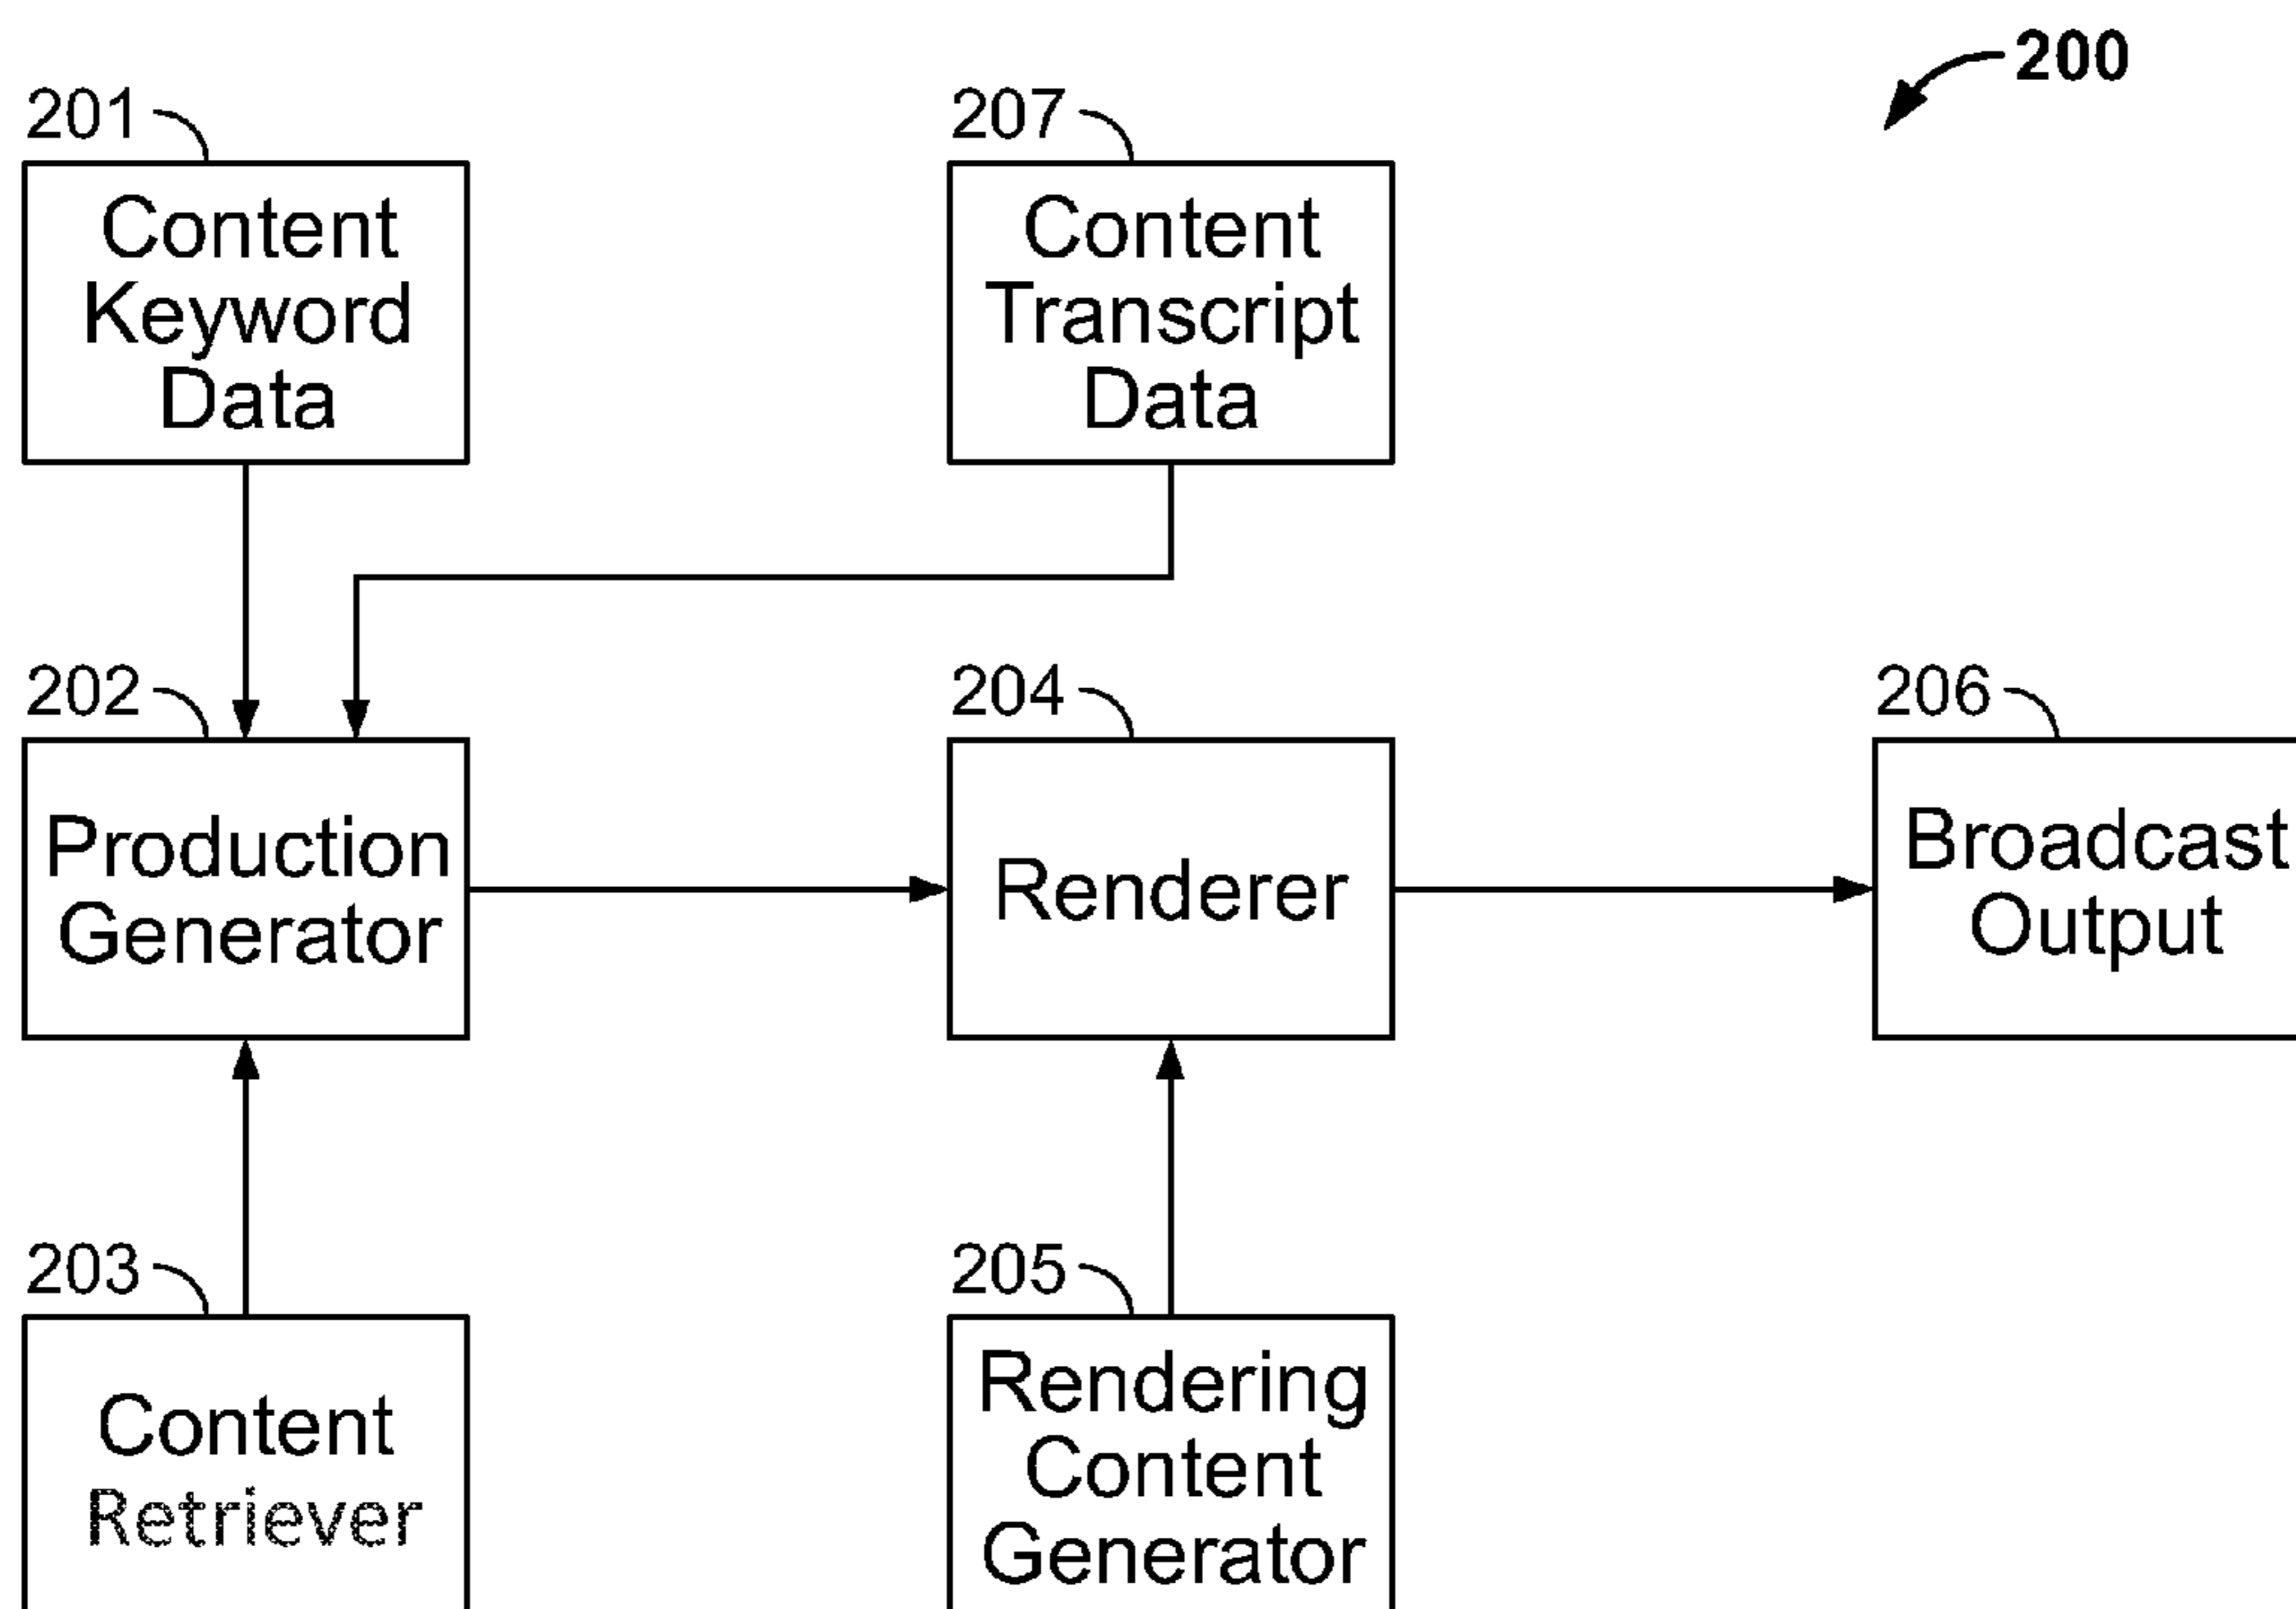 200
201
Content
Keyword
Data
207
Content
Transcript
Data
202
Production
Generator
204
Renderer
206
Broadcast
Output
203
Content
Retriever
205
Rendering
Content
Generator